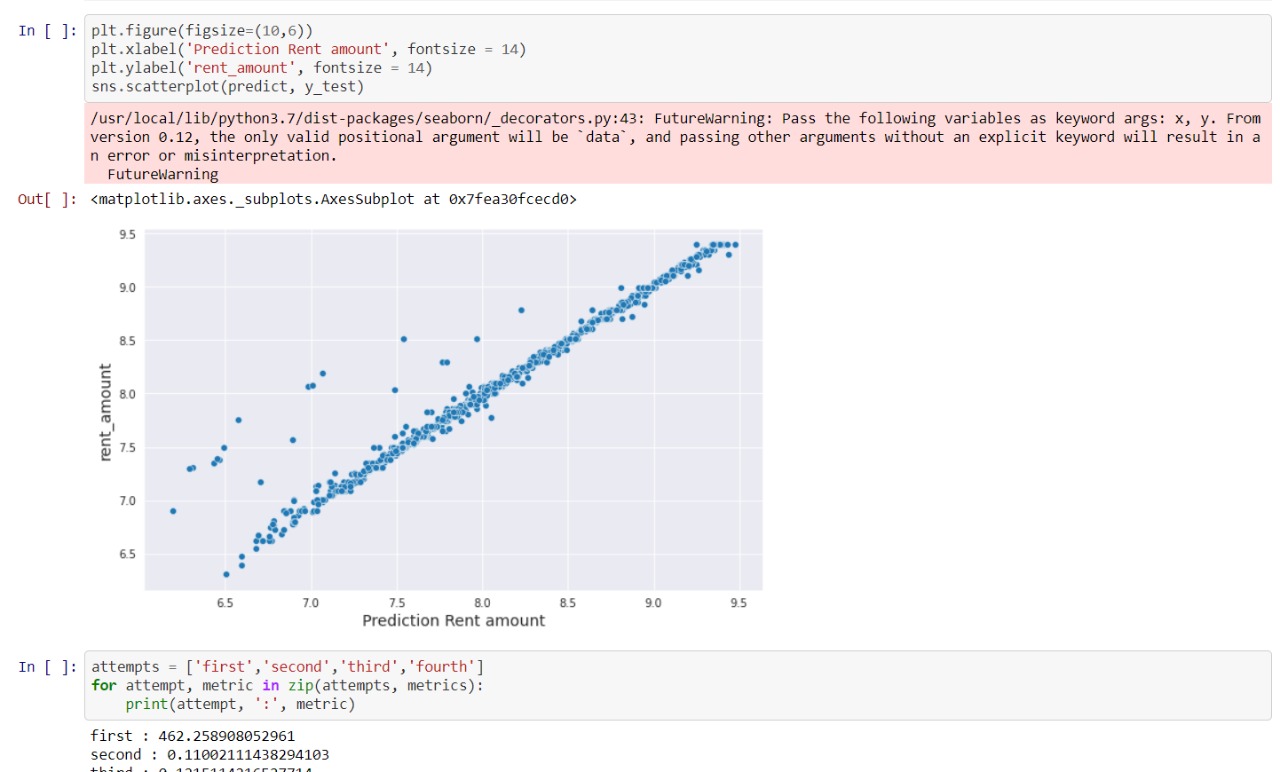 In [ ]: plt.figure(figsize=(10,6))
plt.xlabel('Prediction Rent amount', fontsize = 14)
plt.ylabel('rent_amount', fontsize = 14)
sns.scatterplot(predict, y_test)
/usr/local/lib/python3.7/dist-packages/seaborn/_decorators.py:43: FutureWarning: Pass the following variables as keyword args: x, y. From
version 0.12, the only valid positional argument will be `data`, and passing other arguments without an explicit keyword will result in a
n error or misinterpretation.
FutureWarning
Out[ ]: <matplotlib.axes._subplots.AxesSubplot at 0x7fea30fcecd0>
9.5
9.0
8.5
8.0
7.5
7.0
6.5
rent_amount
6.5 7.0 7.5 8.0 8.5 9.0 9.5
Prediction Rent amount
In [ ]: attempts = ['first','second','third','fourth']
for attempt, metric in zip(attempts, metrics):
print(attempt, ':', metric)
first : 462.258908052961
second : 0.11002111438294103